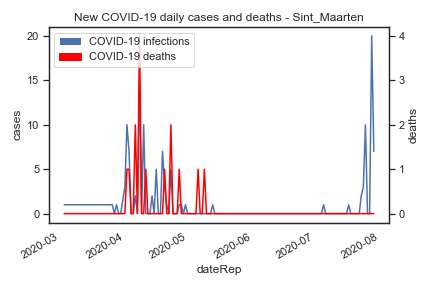 New COVID-19 daily cases and deaths - Sint_Maarten
COVID-19 infections
COVID-19 deaths
20
15
10
5
0
cases
4
3
2
1
0
deaths
2020-03
2020-04
2020-05
2020-06
2020-07
2020-08
dateRep